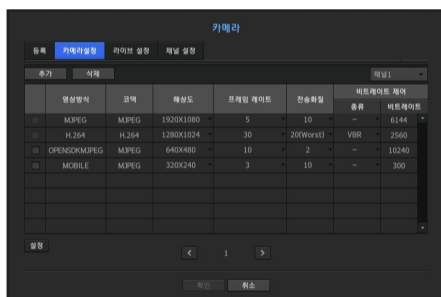 카메라
등록 카메라설정 라이브 설정 채널 설정
추가 삭제 채널1
영상방식 코덱 해상도 프레임 레이트 전송화질 비트레이트 제어
종류 비트레이트
MJPEG MJPEG 1920X1080 5 10 - 6144
H.264 H.264 1280X1024 30 20(Worst) VBR 2560
OPENSDKMJPEG MJPEG 640X480 10 2 - 10240
MOBILE MJPEG 320X240 3 10 - 300
설정
< 1 >
확인 취소